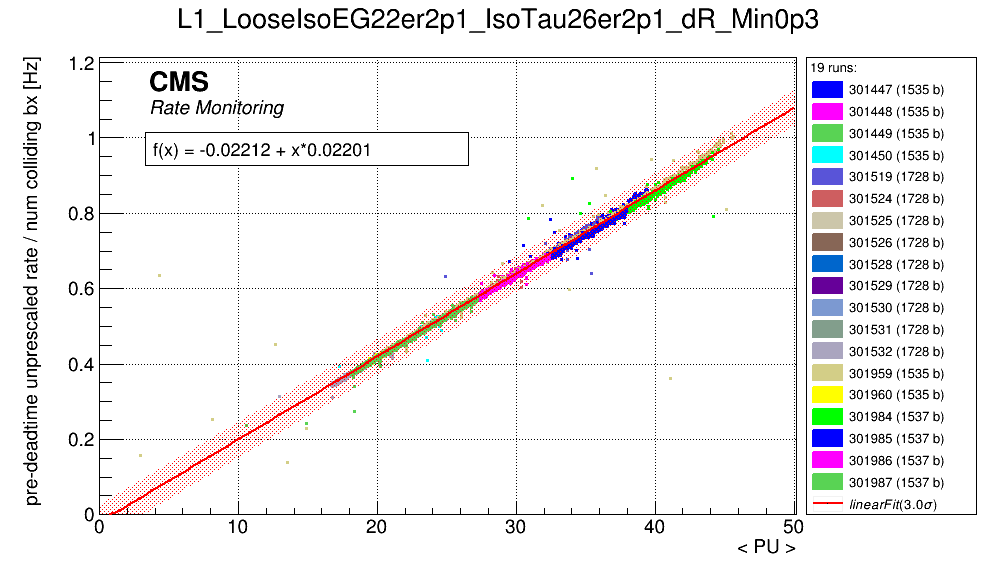 L1_LooseIsoEG22er2p1_IsoTau26er2p1_dR_Min0p3
pre-deadtime unprescaled rate / num colliding bx [Hz]
CMS
Rate Monitoring
f(x) = -0.02212 + x*0.02201
1.2
1
0.8
0.6
0.4
0.2
0
0
10
20
30
40
50
< PU >
19 runs:
301447 (1535 b)
301448 (1535 b)
301449 (1535 b)
301450 (1535 b)
301519 (1728 b)
301524 (1728 b)
301525 (1728 b)
301526 (1728 b)
301528 (1728 b)
301529 (1728 b)
301530 (1728 b)
301531 (1728 b)
301532 (1728 b)
301959 (1535 b)
301960 (1535 b)
301984 (1537 b)
301985 (1537 b)
301986 (1537 b)
301987 (1537 b)
linearFit(3.0σ)